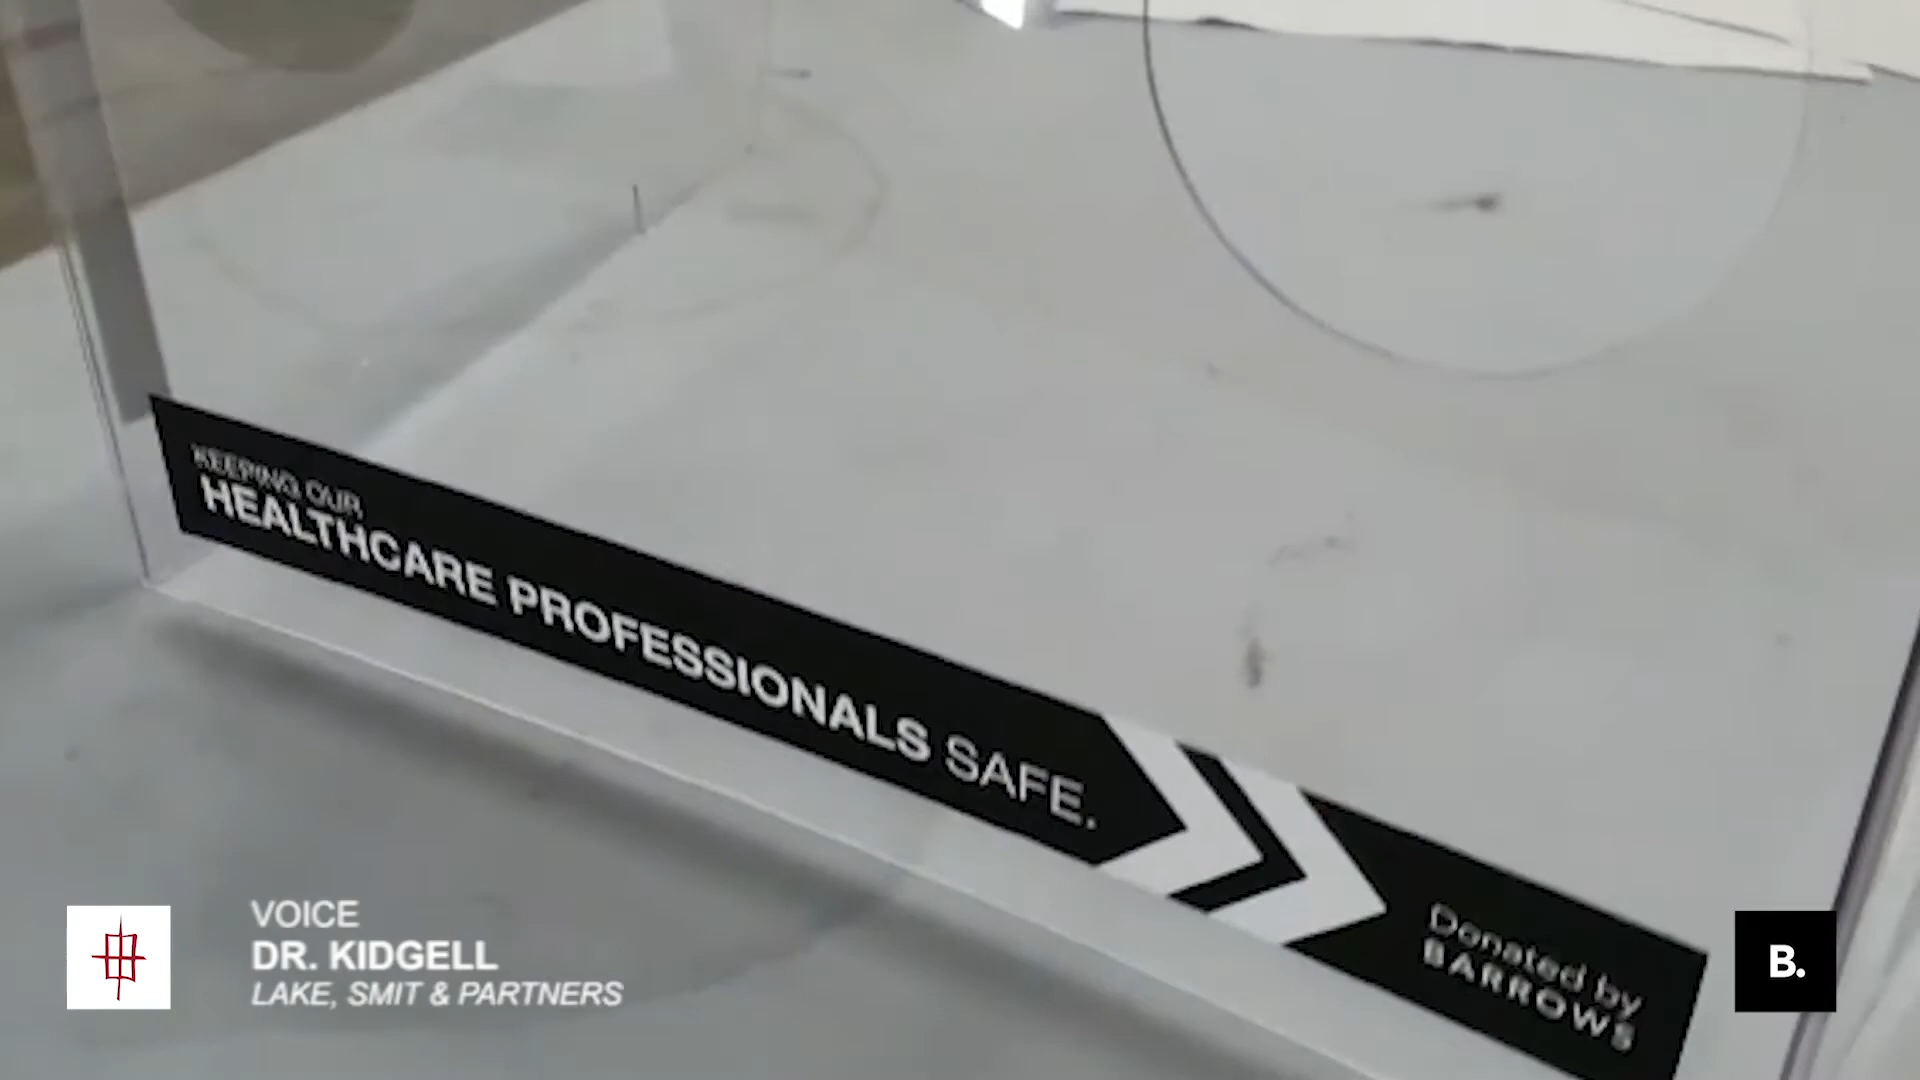 KEEPING OUR
HEALTHCARE PROFESSIONALS SAFE.
Donated by
BARROWS
VOICE
DR. KIDGELL
LAKE, SMIT & PARTNERS
B.